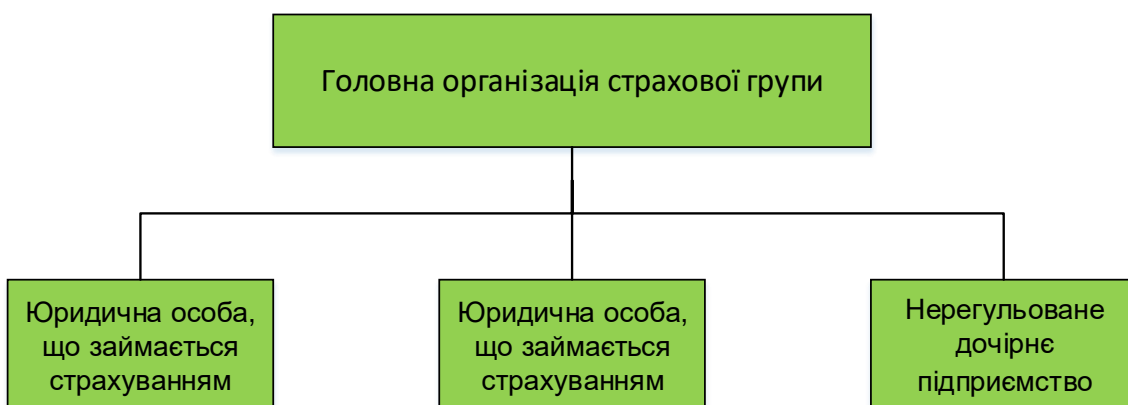 Головна організація страхової групи
Юридична особа,
що займається
страхуванням
Юридична особа,
що займається
страхуванням
Нерегульоване
дочірнє
підприємство